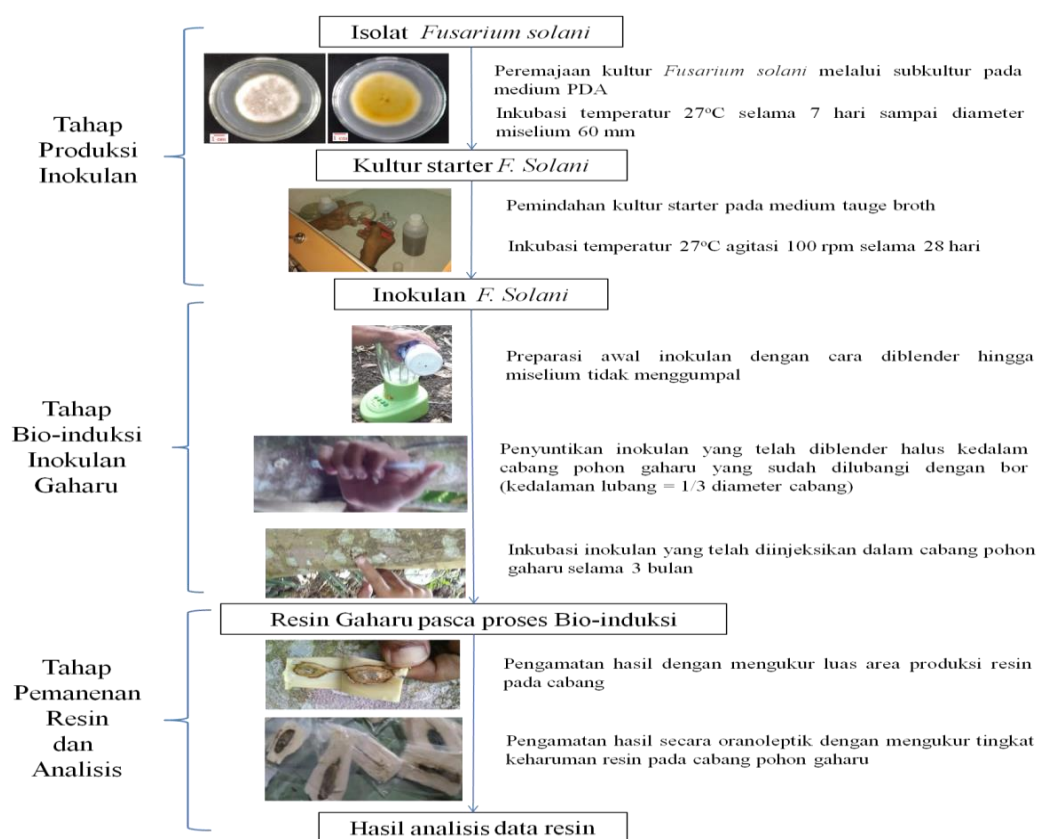 Isolat Fusarium solani
Peremajaan kultur Fusarium solani melalui subkultur pada
medium PDA
Inkubasi temperatur 27°C selama 7 hari sampai diameter
miselium 60 mm
Tahap
Produksi
Inokulan
Kultur starter F. Solani
Pemindahan kultur starter pada medium tauge broth
Inkubasi temperatur 27°C agitasi 100 rpm selama 28 hari
Inokulan F. Solani
Preparasi awal inokulan dengan cara diblender hingga
miselium tidak menggumpal
Tahap
Bio-induksi
Inokulan
Gaharu
Penyuntikan inokulan yang telah diblender halus kedalam
cabang pohon gaharu yang sudah dilubangi dengan bor
(kedalaman lubang = 1/3 diameter cabang)
Inkubasi inokulan yang telah diinjeksikan dalam cabang pohon
gaharu selama 3 bulan
Resin Gaharu pasca proses Bio-induksi
Tahap
Pemanenan
Resin
dan
Analisis
Pengamatan hasil dengan mengukur luas area produksi resin
pada cabang
Pengamatan hasil secara oranoleptik dengan mengukur tingkat
keharuman resin pada cabang pohon gaharu
Hasil analisis data resin